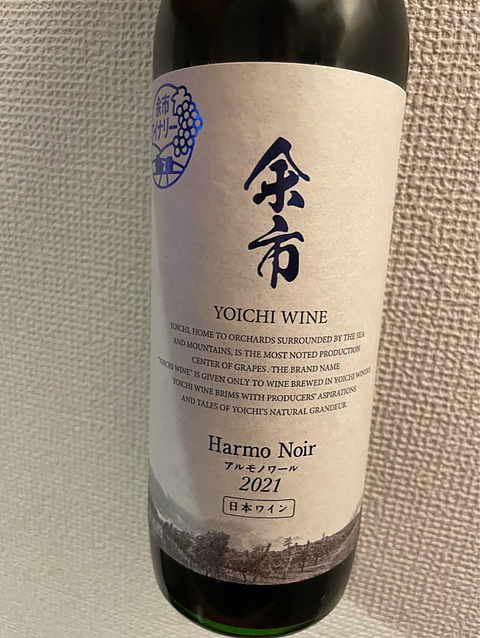 余市
ワイナリー
余市
YOICHI WINE
YOICHI, HOME TO ORCHARDS SURROUNDED BY THE SEA
AND MOUNTAINS, IS THE MOST NOTED PRODUCTION
CENTER OF GRAPES. THE BRAND NAME
"YOICHI WINE" IS GIVEN ONLY TO WINE BREWED IN YOICHI WINERY.
YOICHI WINE BRIMS WITH PRODUCERS' ASPIRATIONS
AND TALES OF YOICHI'S NATURAL GRANDEUR.
Harmo Noir
アルモノワール
2021
日本ワイン